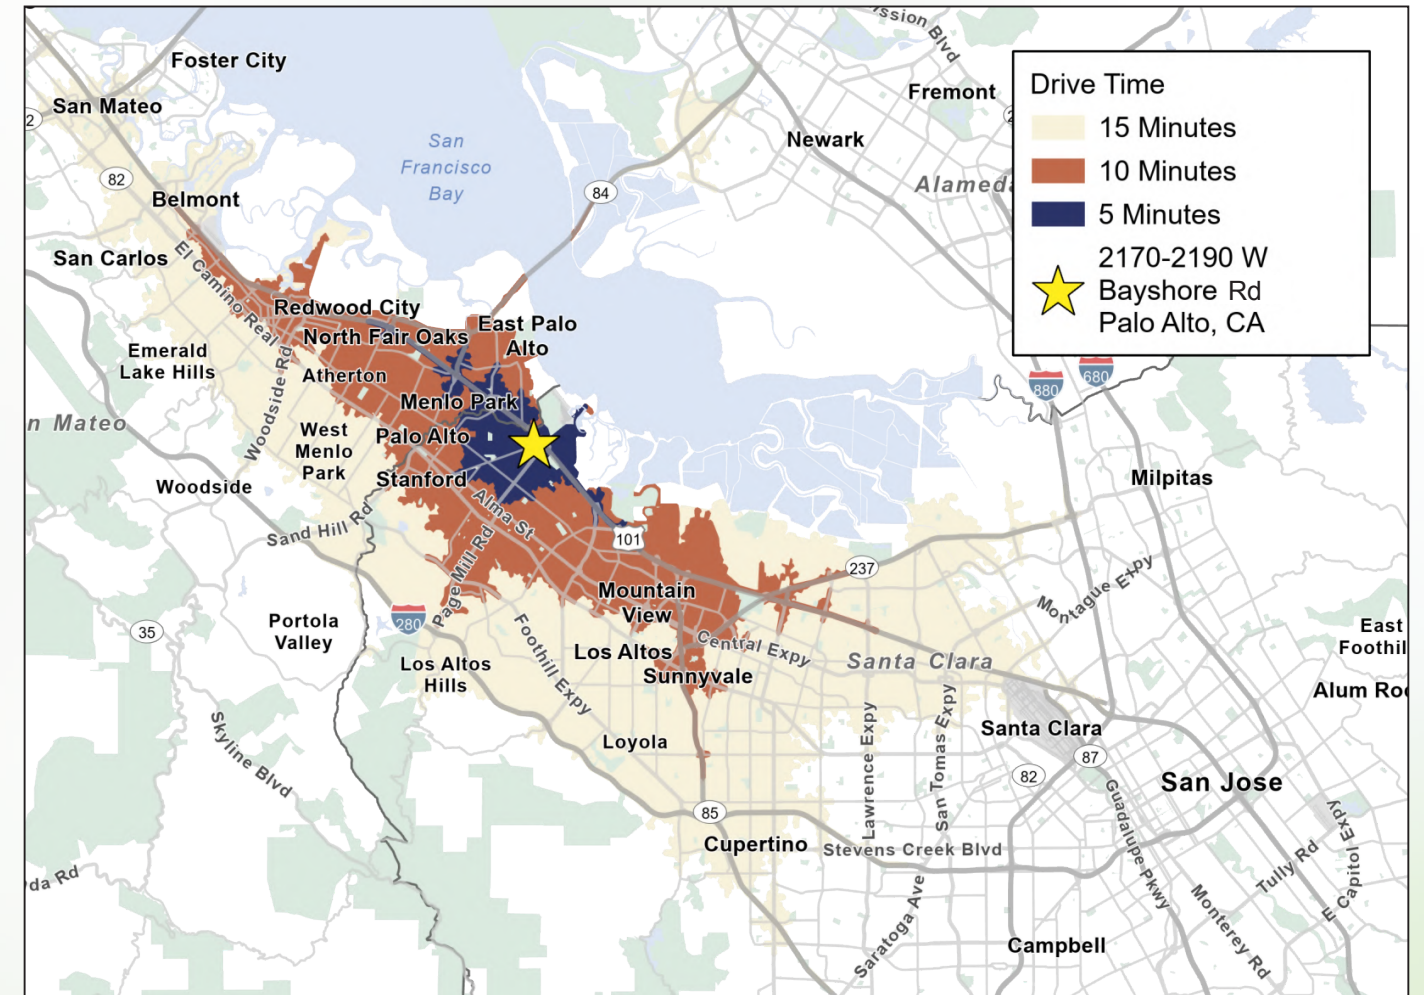 ission Blvd
Foster City
San Mateo
2
Fremont
Newark
San
Francisco
Bay
82
84
Alameda
Belmont
San Carlos
El Camino Real
Drive Time
15 Minutes
10 Minutes
5 Minutes
2170-2190 W
Bayshore Rd
Palo Alto, CA
Redwood City
North Fair Oaks
East Palo
Alto
Emerald
Lake Hills
Woodside Rd
Atherton
Menlo Park
880
680
n Mateo
West
Menlo
Park
Palo Alto
Stanford
Woodside
Sand Hill Rd
Alma St
Page Mill Rd
101
237
Milpitas
Montague Expy
Mountain
View
35
Portola
Valley
280
Los Altos
Hills
Foothill Expy
Los Altos
Central Expy
Sunnyvale
Santa Clara
East
Foothil
Alum Roc
Skyline Blvd
Loyola
Lawrence Expy
San Tomas Expy
Santa Clara
87
82
San Jose
85
Cupertino
Stevens Creek Blvd
Guadalupe Pkwy
Saratoga Ave
Monterey Rd
Tully Rd
E Capitol Expy
da Rd
Campbell